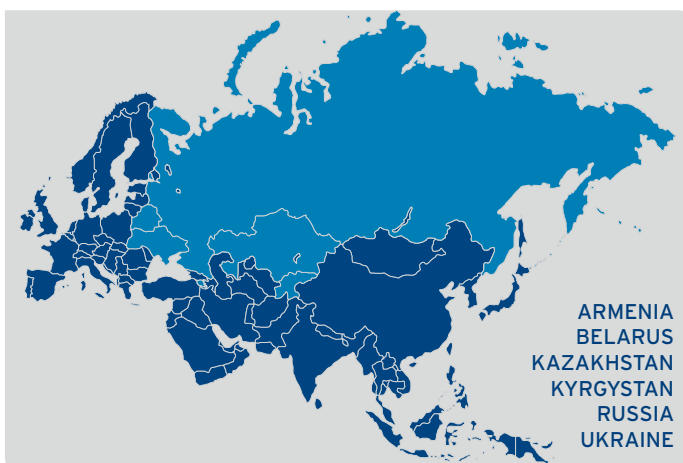 ARMENIA
BELARUS
KAZAKHSTAN
KYRGYSTAN
RUSSIA
UKRAINE